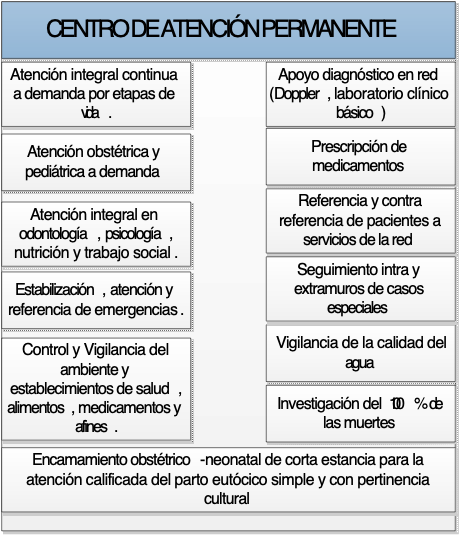 CENTRO DE ATENCIÓN PERMANENTE
Atención integral continua
a demanda por etapas de
vida .
Atención obstétrica y
pediátrica a demanda
Atención integral en
odontología , psicología ,
nutrición y trabajo social .
Estabilización , atención y
referencia de emergencias .
Control y Vigilancia del
ambiente y
establecimientos de salud ,
alimentos , medicamentos y
afines .
Apoyo diagnóstico en red
(Doppler , laboratorio clínico
básico )
Prescripción de
medicamentos
Referencia y contra
referencia de pacientes a
servicios de la red
Seguimiento intra y
extramuros de casos
especiales
Vigilancia de la calidad del
agua
Investigación del 100 % de
las muertes
Encamamiento obstétrico -neonatal de corta estancia para la
atención calificada del parto eutócico simple y con pertinencia
cultural